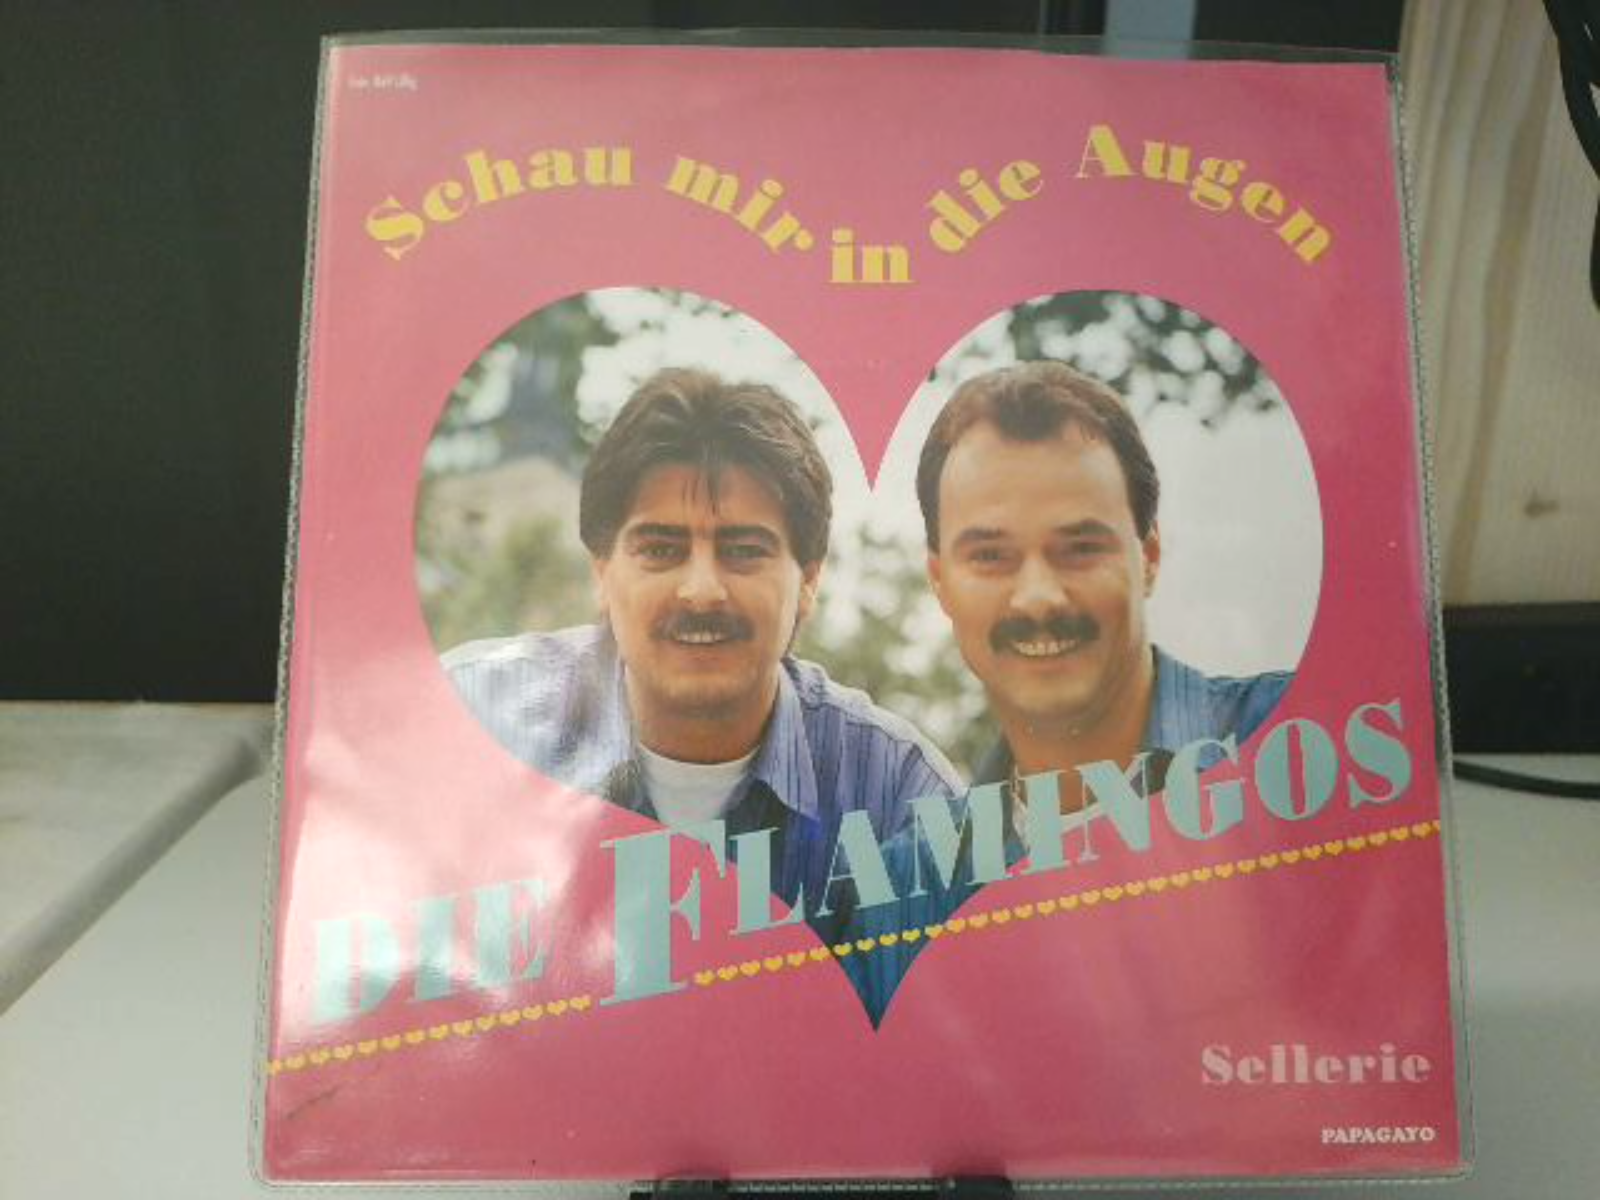 Schau mir in die Augen
DIE FLAMINGOS
Sellerie
PAPAGAYO